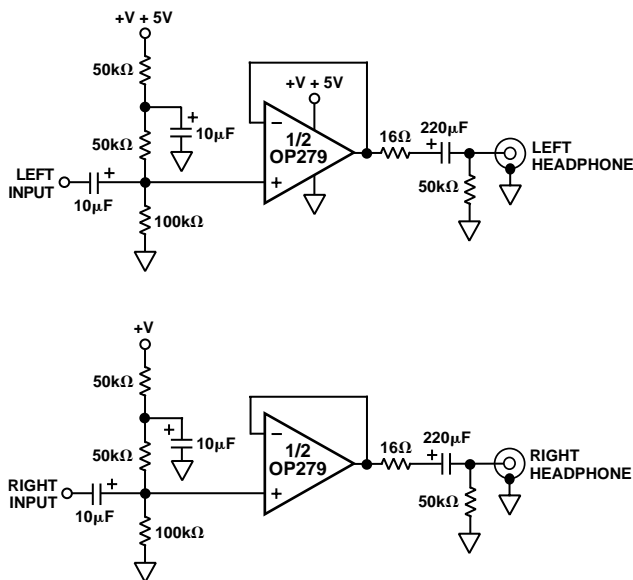 +V + 5V
50kΩ
+V + 5V
50kΩ
+
10µF
−
1/2
OP279
16Ω
220µF
+
LEFT
HEADPHONE
LEFT
INPUT
+
10µF
+
50kΩ
100kΩ
+V
50kΩ
50kΩ
+
10µF
−
1/2
OP279
16Ω
220µF
+
RIGHT
HEADPHONE
RIGHT
INPUT
+
10µF
+
50kΩ
100kΩ